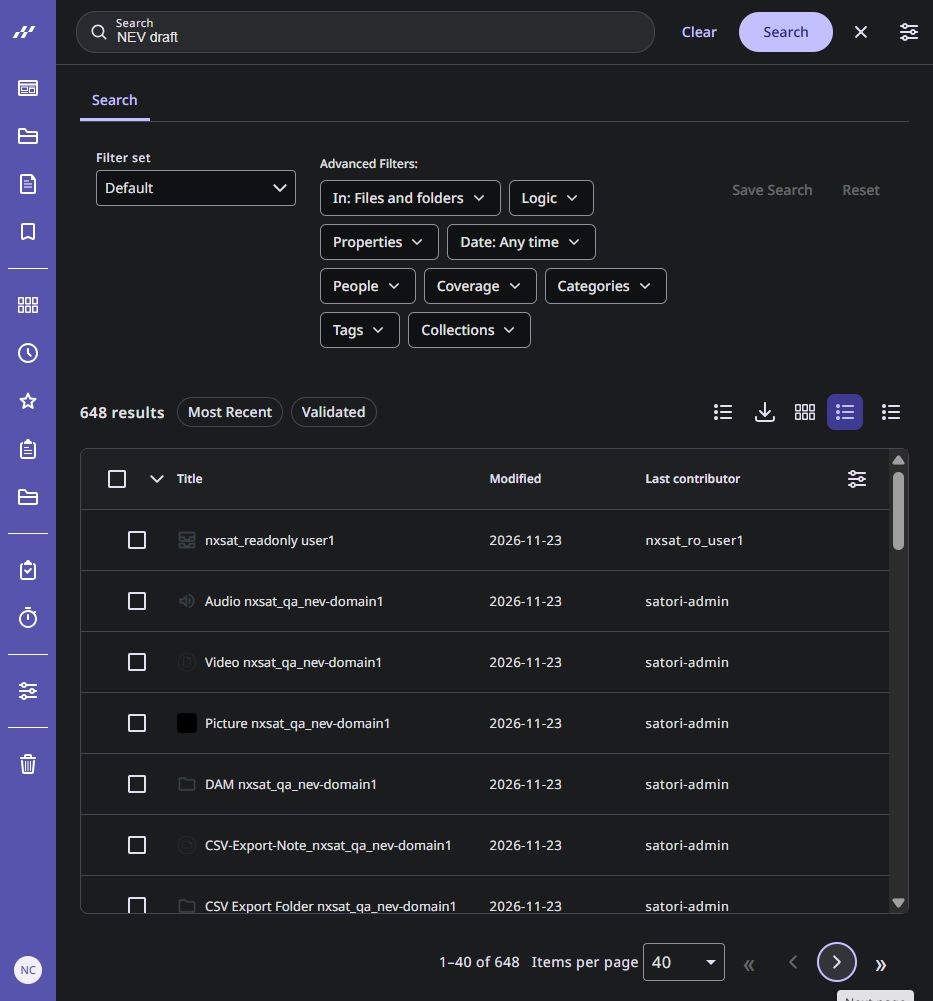 Search
NEV draft
Clear
Search
Search
Filter set
Default
Advanced Filters:
In: Files and folders
Logic
Properties
Date: Any time
People
Coverage
Categories
Tags
Collections
Save Search
Reset
648 results
Most Recent
Validated
Title Modified Last contributor
nxsat_readonly user1 2026-11-23 nxsat_ro_user1
Audio nxsat_qa_nev-domain1 2026-11-23 satori-admin
Video nxsat_qa_nev-domain1 2026-11-23 satori-admin
Picture nxsat_qa_nev-domain1 2026-11-23 satori-admin
DAM nxsat_qa_nev-domain1 2026-11-23 satori-admin
CSV-Export-Note_nxsat_qa_nev-domain1 2026-11-23 satori-admin
CSV Export Folder nxsat_qa_nev-domain1 2026-11-23 satori-admin
1–40 of 648 Items per page 40
NC
Next page